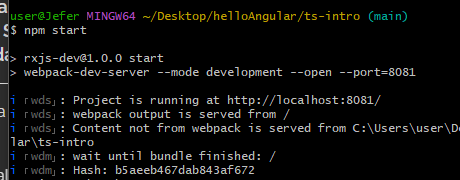 user@Jefer MINGW64 ~/Desktop/helloAngular/ts-intro (main)
$ npm start
> rxjs-dev@1.0.0 start
> webpack-dev-server --mode development --open --port=8081
i ｢wds｣: Project is running at http://localhost:8081/
i ｢wds｣: webpack output is served from /
i ｢wds｣: Content not from webpack is served from C:\Users\user\De
lar\ts-intro
i ｢wdm｣: wait until bundle finished: /
i ｢wdm｣: Hash: b5aeeb467dab843af672